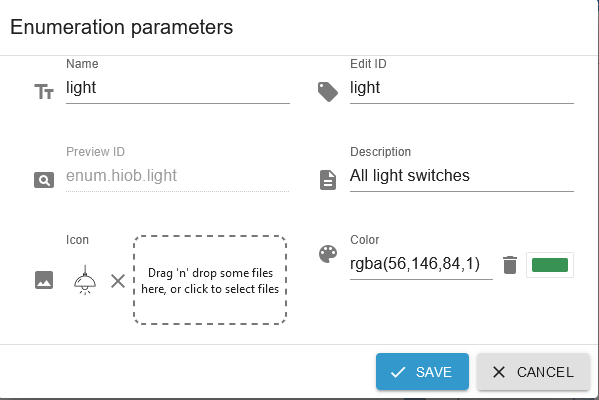 Enumeration parameters
Name
light
Edit ID
light
Preview ID
enum.hiob.light
Description
All light switches
Icon
Drag 'n' drop some files
here, or click to select files
Color
rgba(56,146,84,1)
SAVE
CANCEL